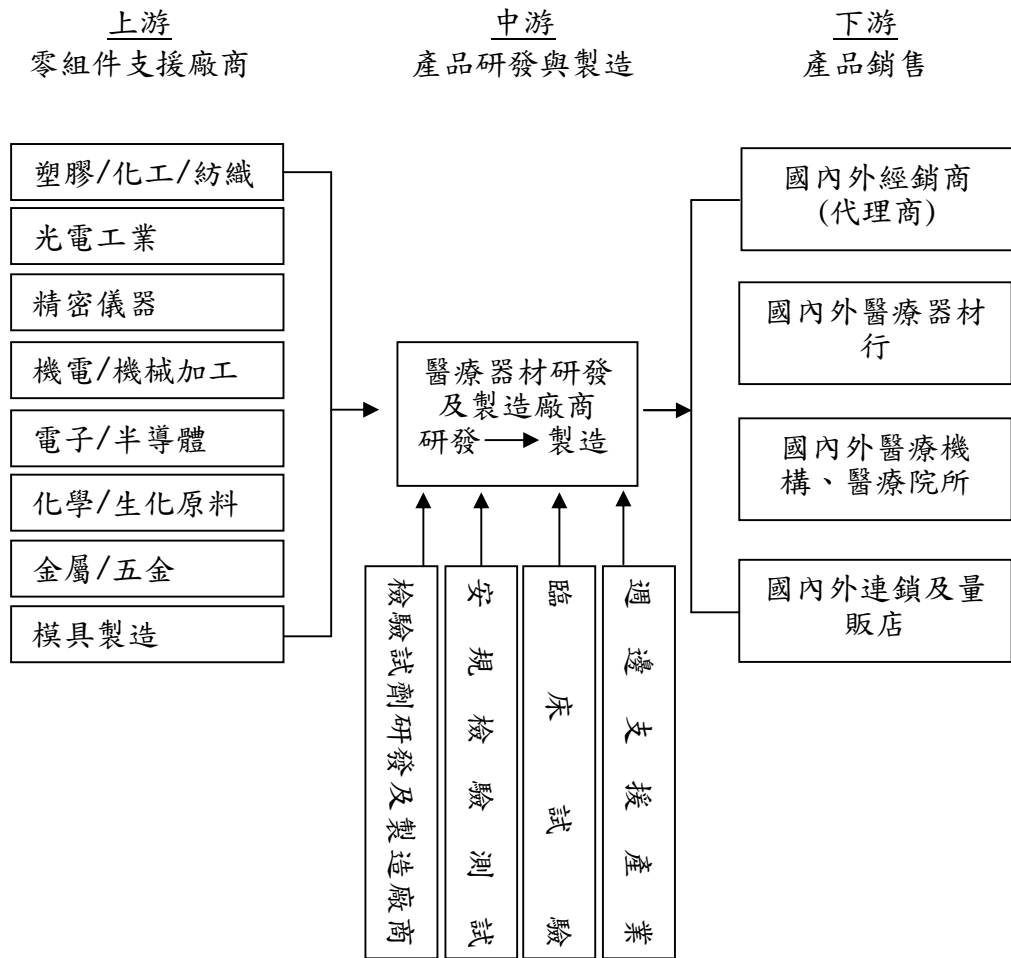 上游
零組件支援廠商
中游
產品研發與製造
下游
產品銷售
塑膠/化工/紡織
光電工業
精密儀器
機電/機械加工
電子/半導體
化學/生化原料
金屬/五金
模具製造
醫療器材研發
及製造廠商
研發→製造
檢驗試劑研發及製造廠商
安規檢驗測試
臨床試驗
週邊支援產業
國內外經銷商
(代理商)
國內外醫療器材
行
國內外醫療機
構、醫療院所
國內外連鎖及量
販店